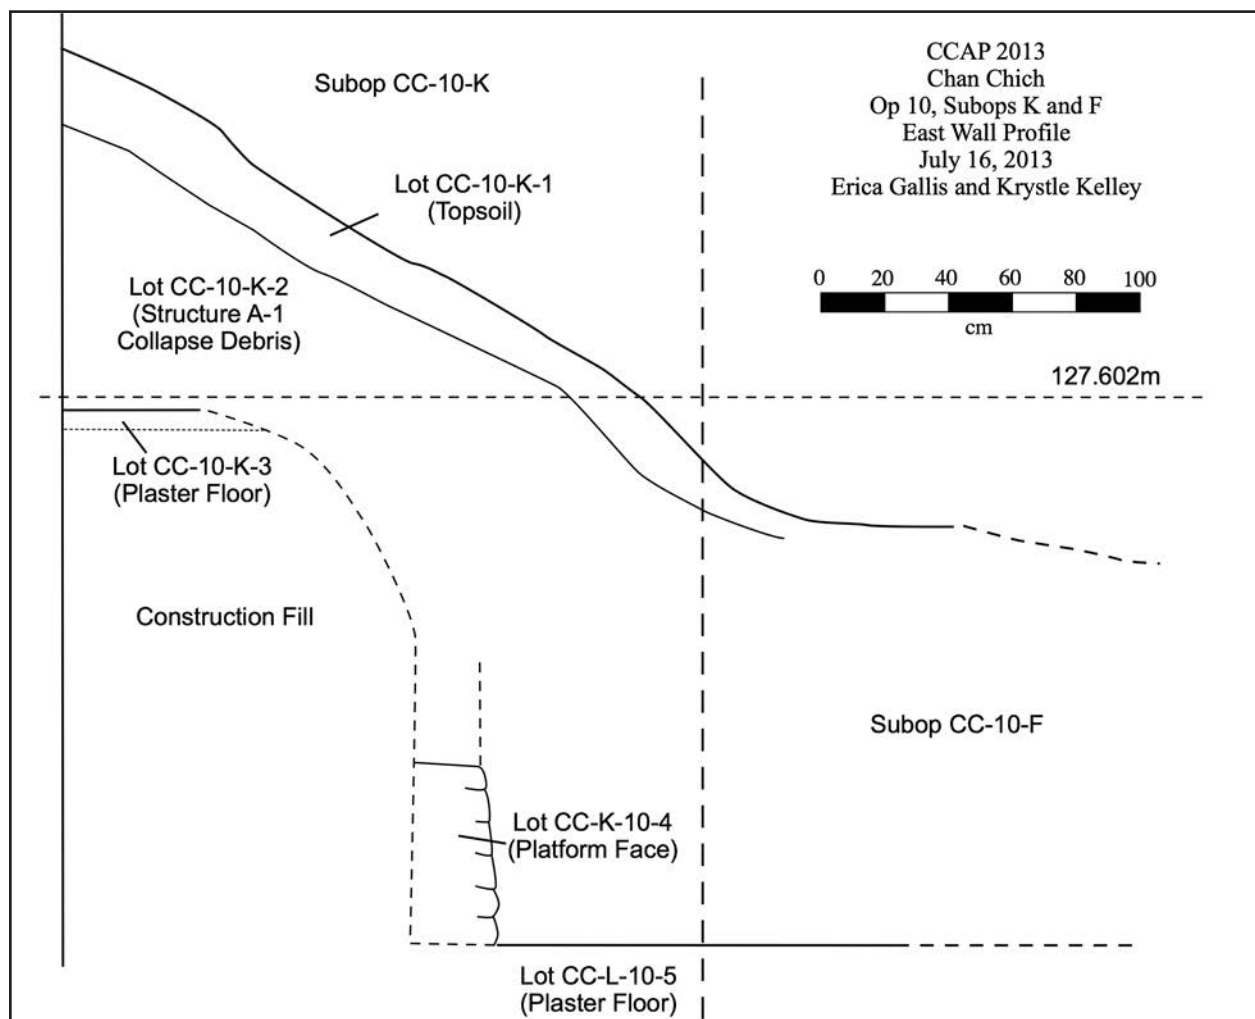 CCAP 2013
Chan Chich
Op 10, Subops K and F
East Wall Profile
July 16, 2013
Erica Gallis and Krystle Kelley
Subop CC-10-K
Lot CC-10-K-1
(Topsoil)
0 20 40 60 80 100
cm
Lot CC-10-K-2
(Structure A-1
Collapse Debris)
127.602m
Lot CC-10-K-3
(Plaster Floor)
Construction Fill
Subop CC-10-F
Lot CC-K-10-4
(Platform Face)
Lot CC-L-10-5
(Plaster Floor)